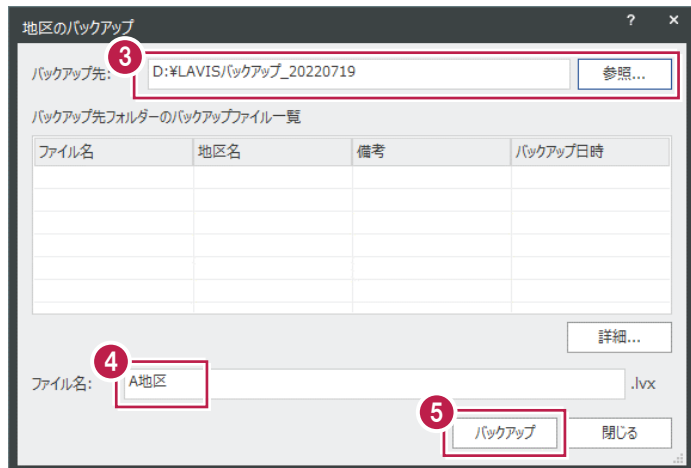 地区のバックアップ ? ×
3
バックアップ先: D:¥LAVISバックアップ_20220719 参照...
バックアップ先フォルダーのバックアップファイル一覧
ファイル名 地区名 備考 バックアップ日時
詳細...
4
ファイル名: A地区 .lvx
5
バックアップ 閉じる